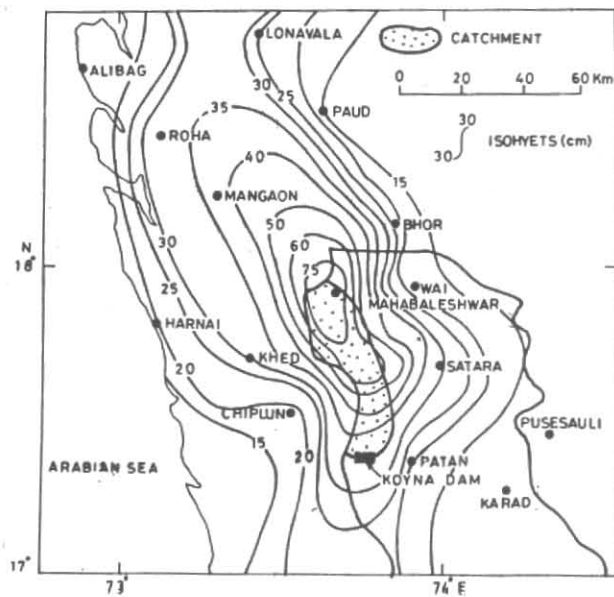 LONAVALA
CATCHMENT
ALIBAG
30
25
0 20 40 60 Km
PAUD
35
ROHA
30
ISOHYETS (cm)
30
40
15
MANGAON
50
BHOR
60
N
30
18°
75
WAI
25
MAHABALESHWAR
HARNAI
KHED
SATARA
20
CHIPLUN
PUSESAULI
15
20
ARABIAN SEA
PATAN
KOYNA DAM
KARAD
17°
73°
74° E